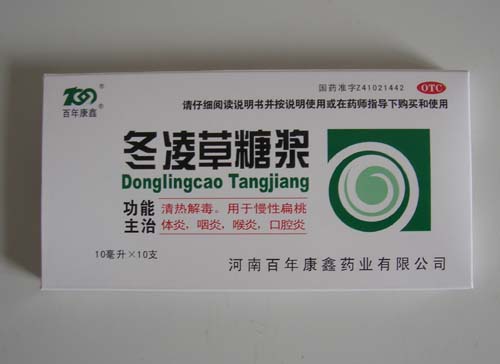 国药准字Z41021442 OTC
百年康鑫
请仔细阅读说明书并按说明使用或在药师指导下购买和使用
冬凌草糖浆
Donglingcao Tangjiang
功能 清热解毒。用于慢性扁桃
主治 体炎，咽炎，喉炎，口腔炎
10毫升×10支
河南百年康鑫药业有限公司